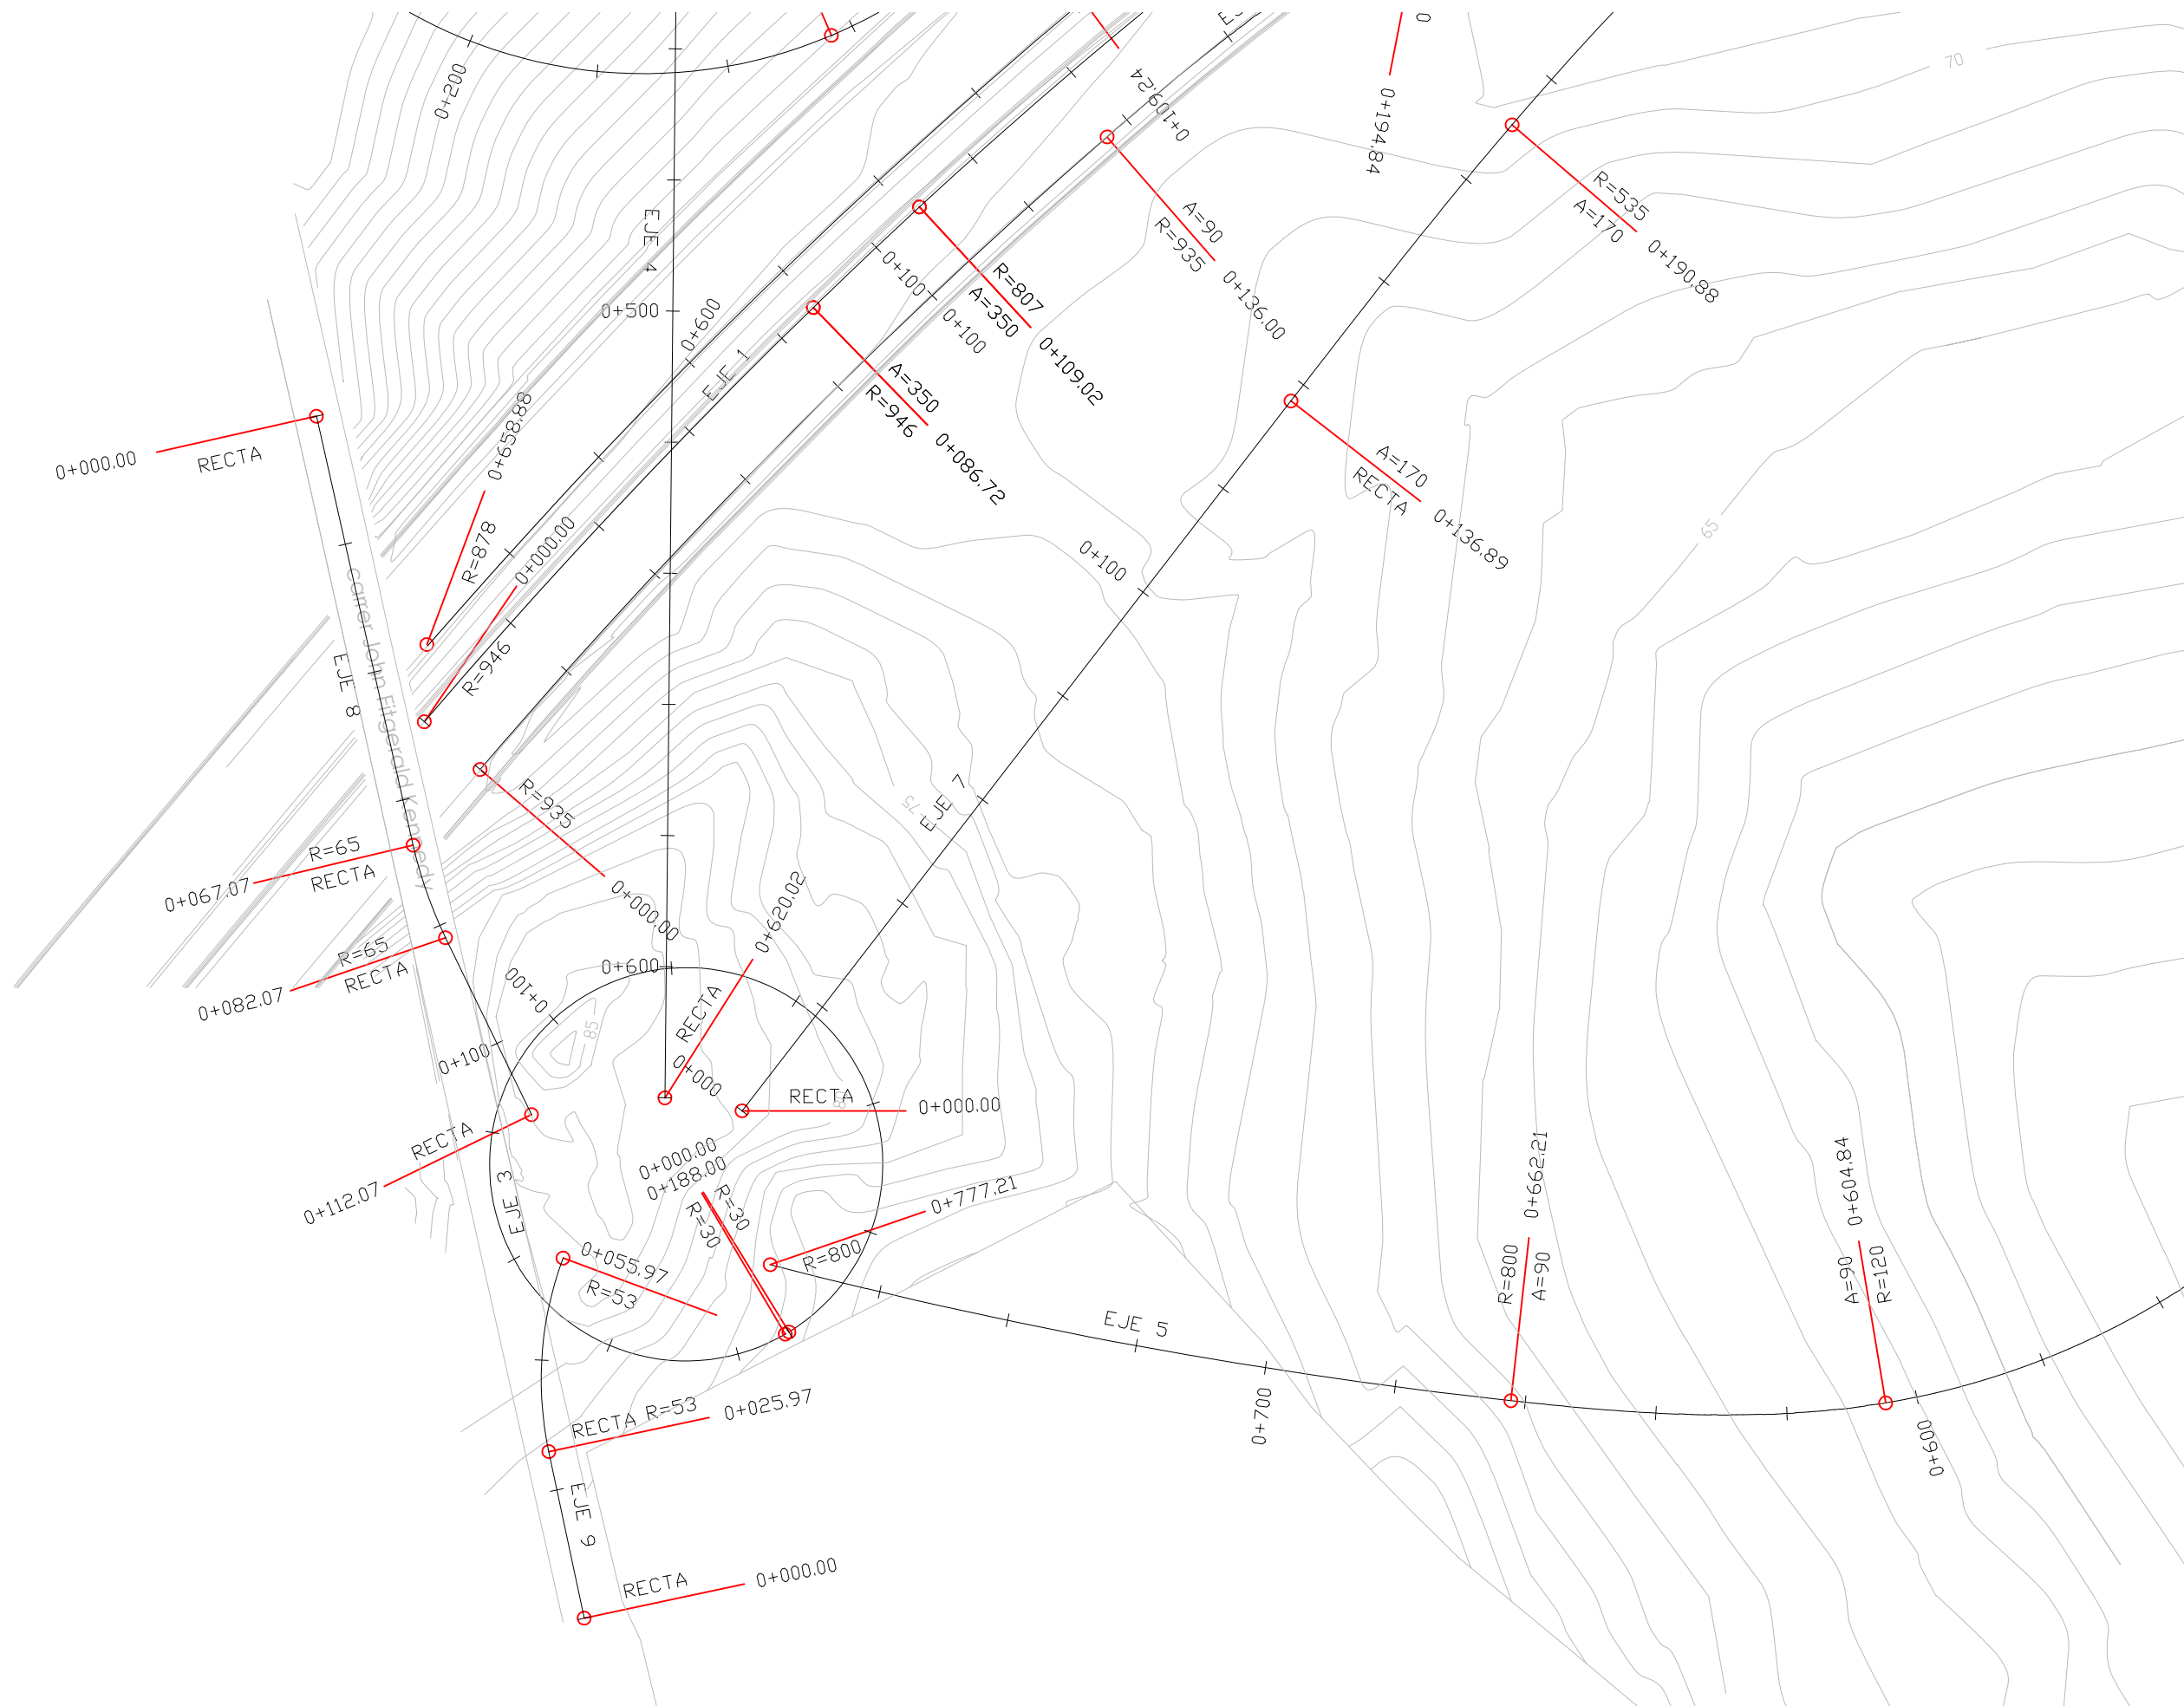 0+200
0+109.24
0+194.84
70
R=535
A=170
0+190.88
A=90
R=935
0+136.00
EJE 4
0+500
0+600
EJE 1
0+100
0+100
R=807
A=350
0+109.02
A=350
R=946
0+086.72
0+000.00
RECTA
0+658.88
R=878
0+000.00
R=946
A=170
RECTA
0+136.89
65
0+100
carrer John Fitgerald Kennedy
EJE 8
EJE 7
75
R=935
0+000.00
R=65
RECTA
0+067.07
R=65
RECTA
0+082.07
0+620.02
RECTA
0+600
0+100
85
0+100
0+000
RECTA
0+000.00
80
RECTA
0+112.07
EJE 3
0+000.00
0+188.00
R=30
R=30
0+777.21
R=800
0+055.97
R=53
EJE 5
0+662.21
R=800
A=90
0+604.84
A=90
R=120
0+700
0+600
RECTA R=53
0+025.97
EJE 9
RECTA
0+000.00